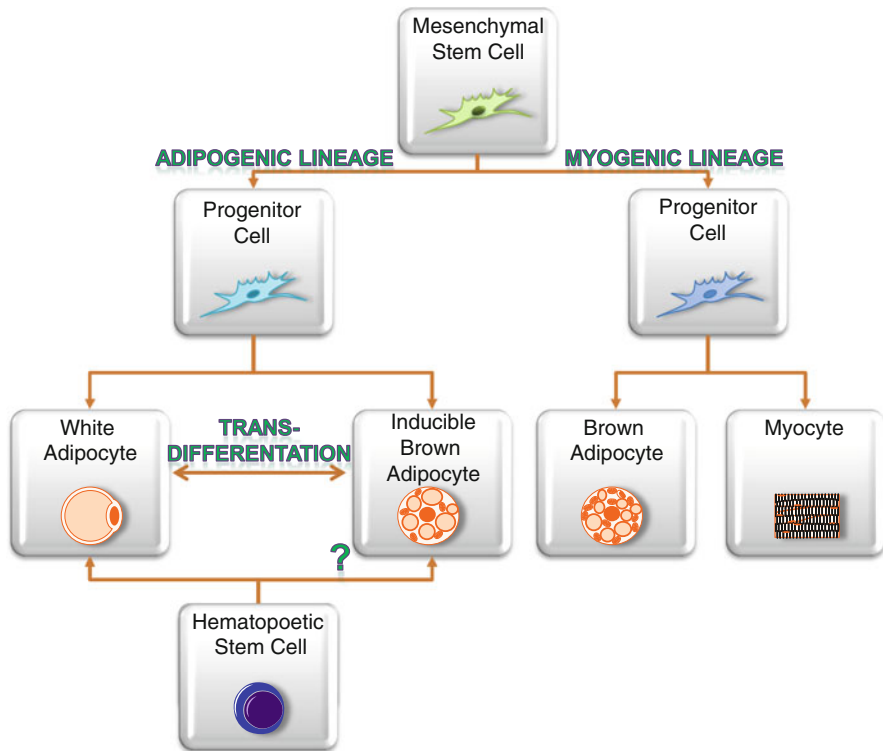 Mesenchymal
Stem Cell
ADIPOGENIC LINEAGE
MYOGENIC LINEAGE
Progenitor
Cell
Progenitor
Cell
White
Adipocyte
TRANS-
DIFFERENTATION
Inducible
Brown
Adipocyte
Brown
Adipocyte
Myocyte
?
Hematopoetic
Stem Cell